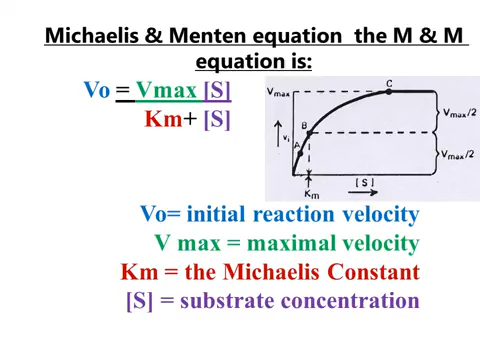 Michaelis & Menten equation the M & M
equation is:
Vo = Vmax [S]
Km+ [S]
Vmax
C
B
A
vi
Vmax/2
Vmax/2
Km
[S]
Vo= initial reaction velocity
V max = maximal velocity
Km = the Michaelis Constant
[S] = substrate concentration